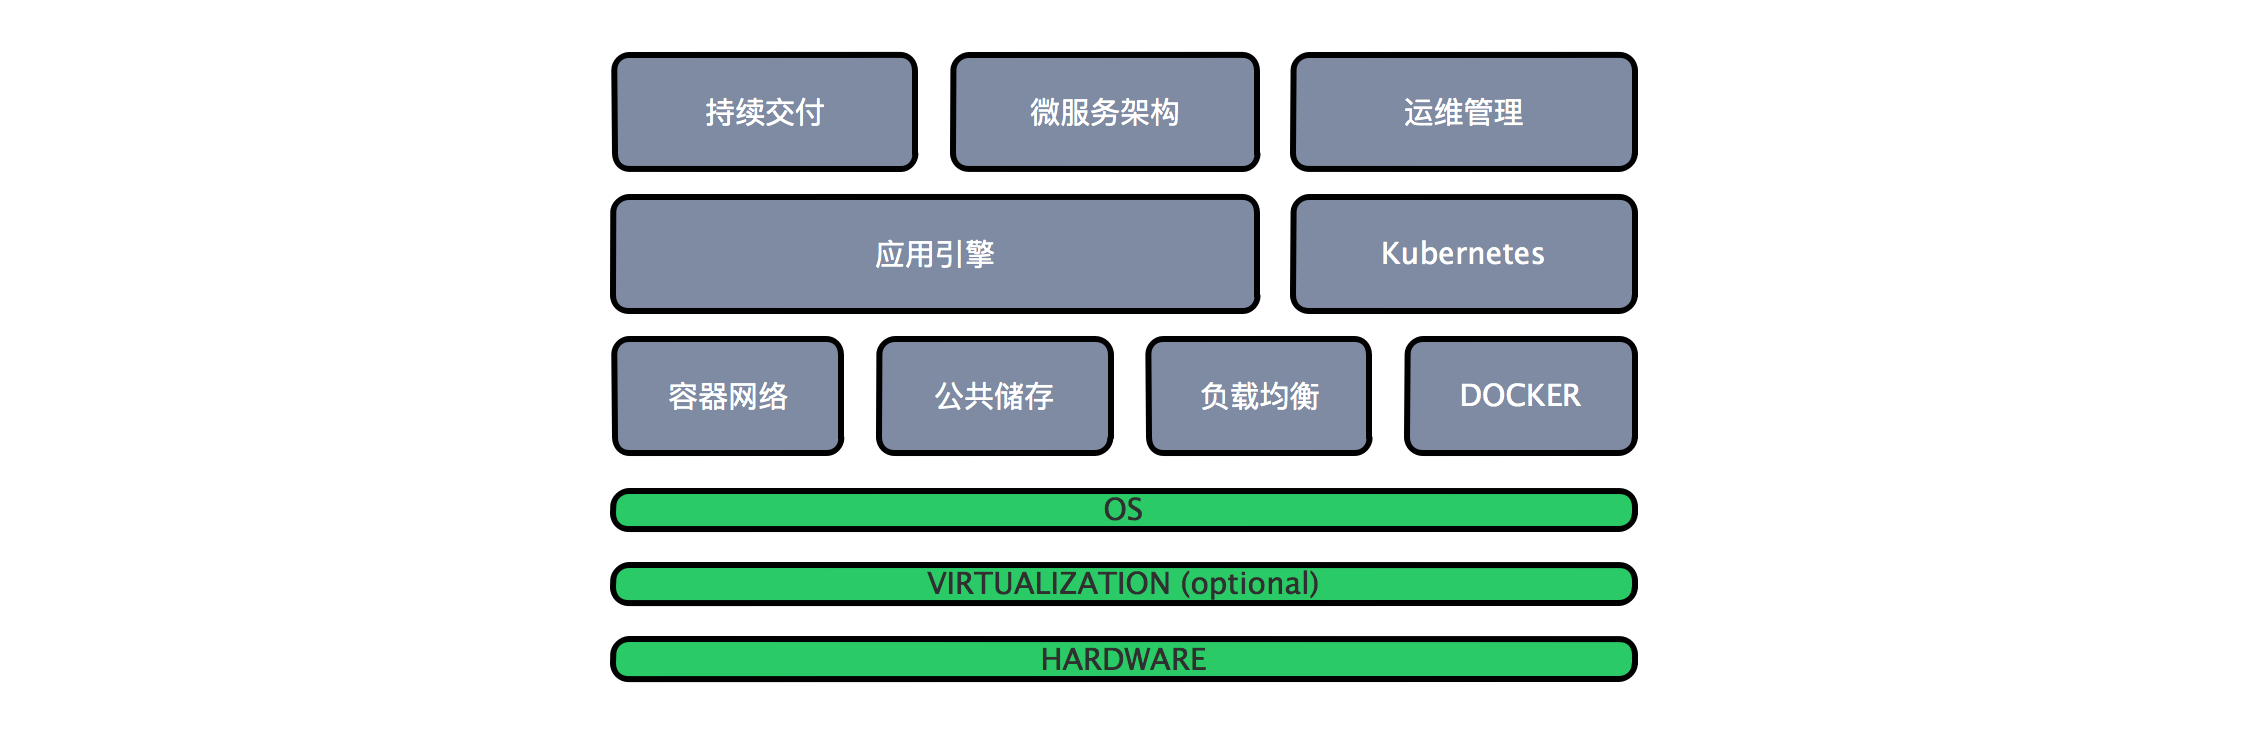 持续交付
微服务架构
运维管理
应用引擎
Kubernetes
容器网络
公共储存
负载均衡
DOCKER
OS
VIRTUALIZATION (optional)
HARDWARE